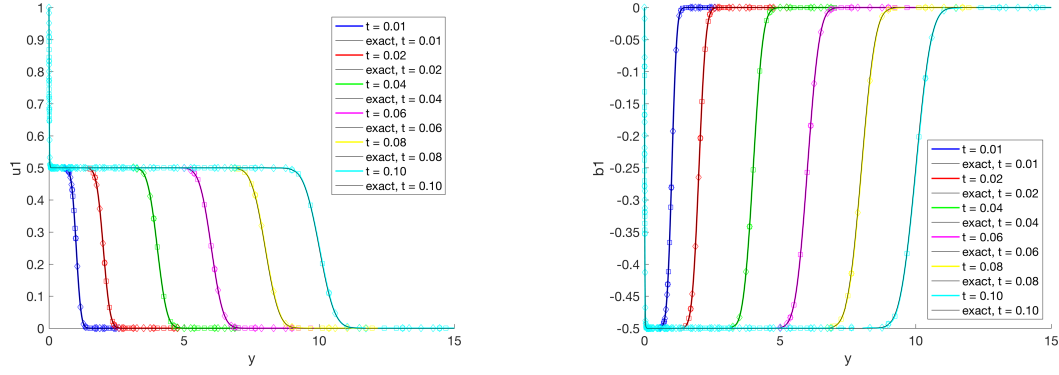 1
0.9
0.8
0.7
0.6
0.5
0.4
0.3
0.2
0.1
0
u1
0
5
10
15
y
t = 0.01
exact, t = 0.01
t = 0.02
exact, t = 0.02
t = 0.04
exact, t = 0.04
t = 0.06
exact, t = 0.06
t = 0.08
exact, t = 0.08
t = 0.10
exact, t = 0.10
0
-0.05
-0.1
-0.15
-0.2
-0.25
-0.3
-0.35
-0.4
-0.45
-0.5
b1
0
5
10
15
y
t = 0.01
exact, t = 0.01
t = 0.02
exact, t = 0.02
t = 0.04
exact, t = 0.04
t = 0.06
exact, t = 0.06
t = 0.08
exact, t = 0.08
t = 0.10
exact, t = 0.10